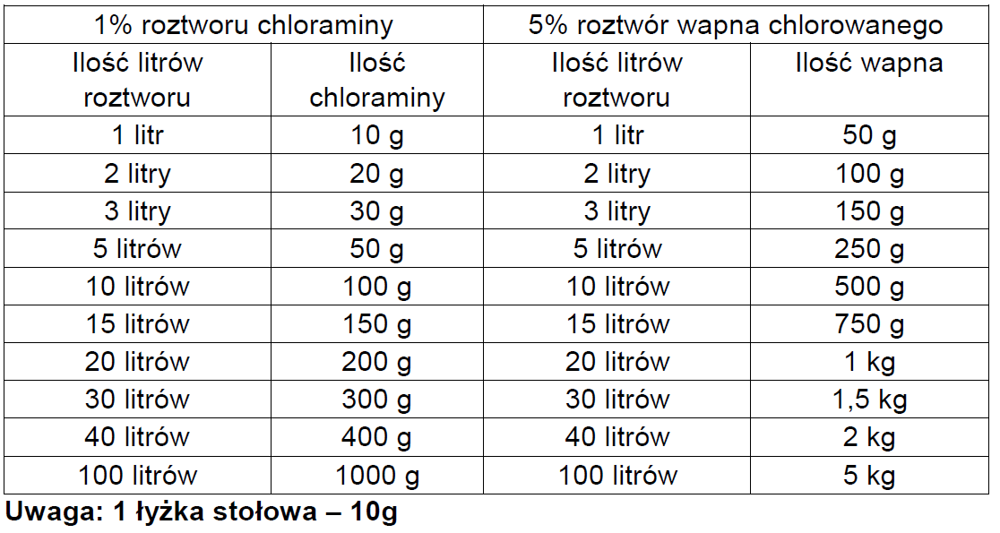 1% roztworu chloraminy 5% roztwór wapna chlorowanego
Ilość litrów roztworu Ilość chloraminy Ilość litrów roztworu Ilość wapna
1 litr 10 g 1 litr 50 g
2 litry 20 g 2 litry 100 g
3 litry 30 g 3 litry 150 g
5 litrów 50 g 5 litrów 250 g
10 litrów 100 g 10 litrów 500 g
15 litrów 150 g 15 litrów 750 g
20 litrów 200 g 20 litrów 1 kg
30 litrów 300 g 30 litrów 1,5 kg
40 litrów 400 g 40 litrów 2 kg
100 litrów 1000 g 100 litrów 5 kg
Uwaga: 1 łyżka stołowa – 10g